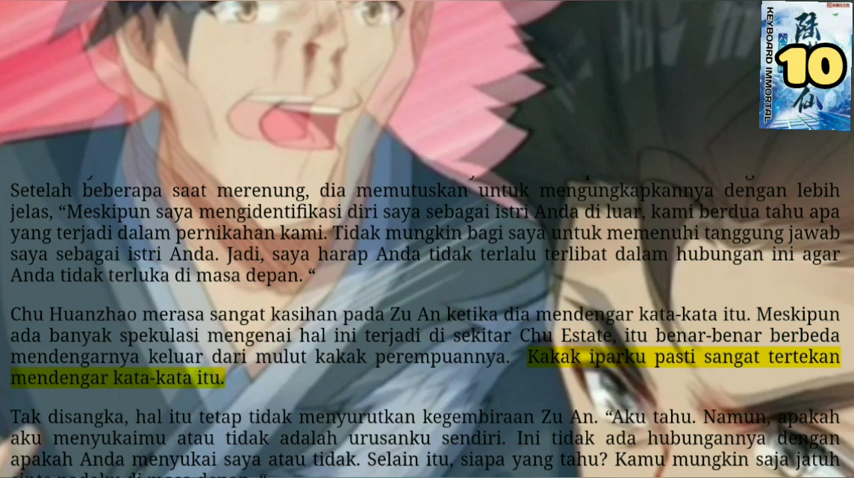 KEYBOARD IMMORTAL
10
Setelah beberapa saat merenung, dia memutuskan untuk mengungkapkannya dengan lebih
jelas, “Meskipun saya mengidentifikasi diri saya sebagai istri Anda di luar, kami berdua tahu apa
yang terjadi dalam pernikahan kami. Tidak mungkin bagi saya untuk memenuhi tanggung jawab
saya sebagai istri Anda. Jadi, saya harap Anda tidak terlalu terlibat dalam hubungan ini agar
Anda tidak terluka di masa depan. “
Chu Huanzhao merasa sangat kasihan pada Zu An ketika dia mendengar kata-kata itu. Meskipun
ada banyak spekulasi mengenai hal ini terjadi di sekitar Chu Estate, itu benar-benar berbeda
mendengarnya keluar dari mulut kakak perempuannya. Kakak iparku pasti sangat tertekan
mendengar kata-kata itu.
Tak disangka, hal itu tetap tidak menyurutkan kegembiraan Zu An. “Aku tahu. Namun, apakah
aku menyukaimu atau tidak adalah urusanku sendiri. Ini tidak ada hubungannya dengan
apakah Anda menyukai saya atau tidak. Selain itu, siapa yang tahu? Kamu mungkin saja jatuh